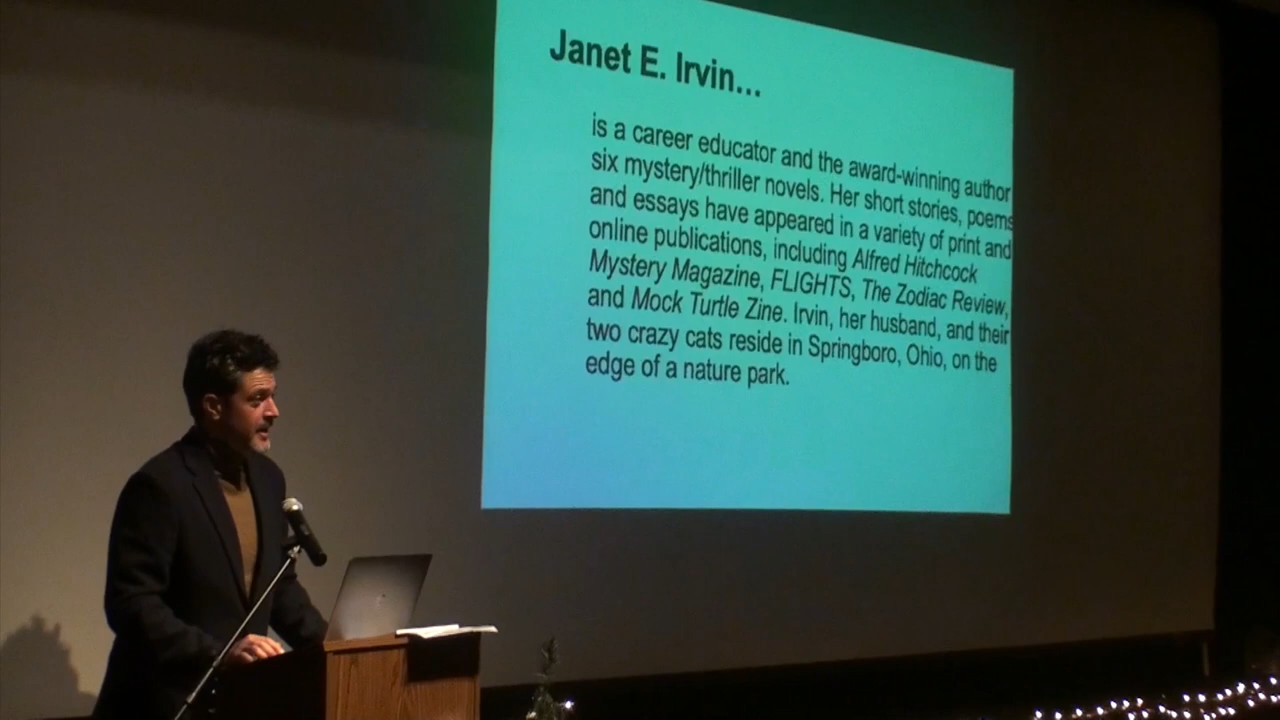 Janet E. Irvin...
is a career educator and the award-winning author
six mystery/thriller novels. Her short stories, poems
and essays have appeared in a variety of print and
online publications, including Alfred Hitchcock
Mystery Magazine, FLIGHTS, The Zodiac Review,
and Mock Turtle Zine. Irvin, her husband, and their
two crazy cats reside in Springboro, Ohio, on the
edge of a nature park.